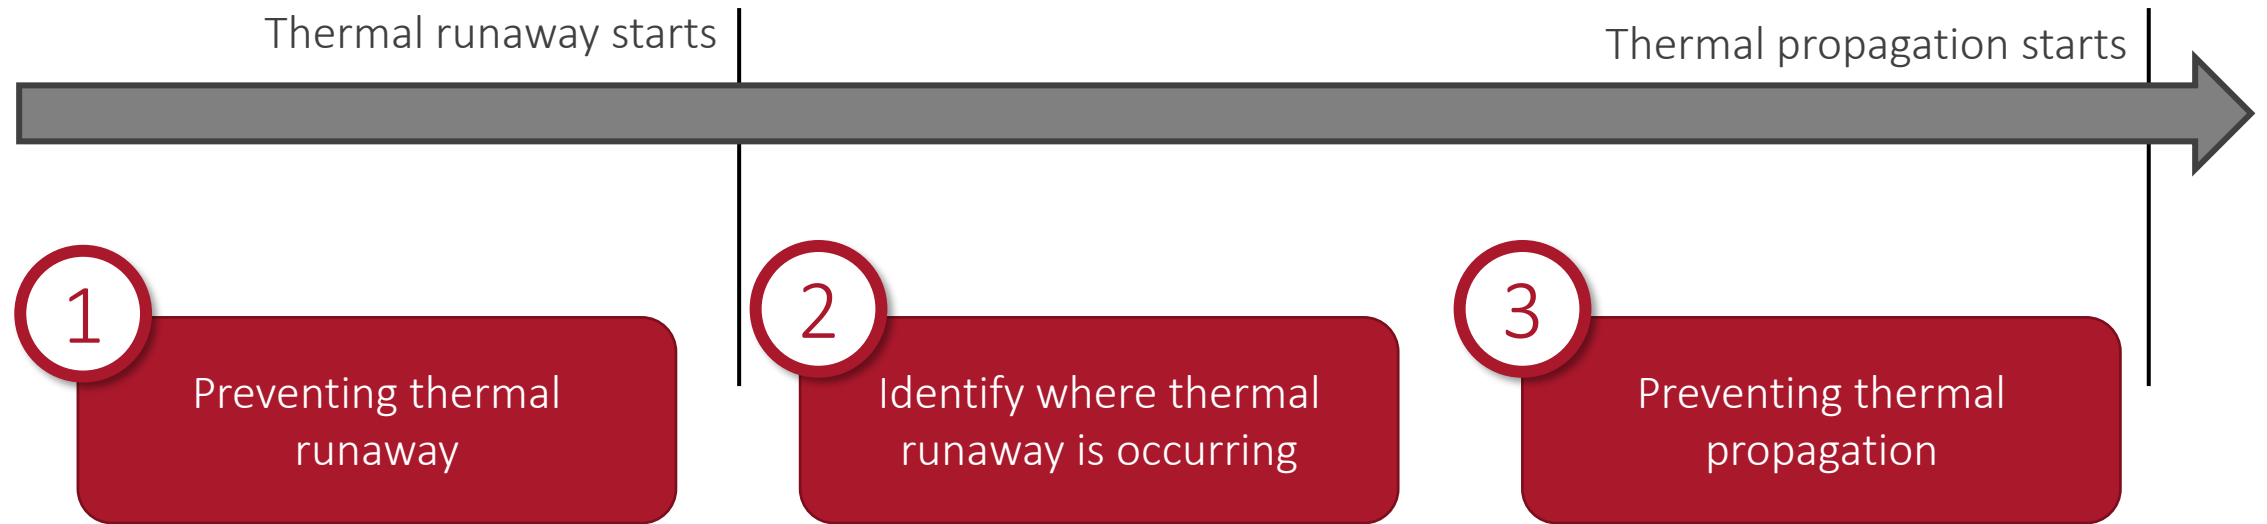 Thermal runaway starts
Thermal propagation starts
1
Preventing thermal
runaway
2
Identify where thermal
runaway is occurring
3
Preventing thermal
propagation